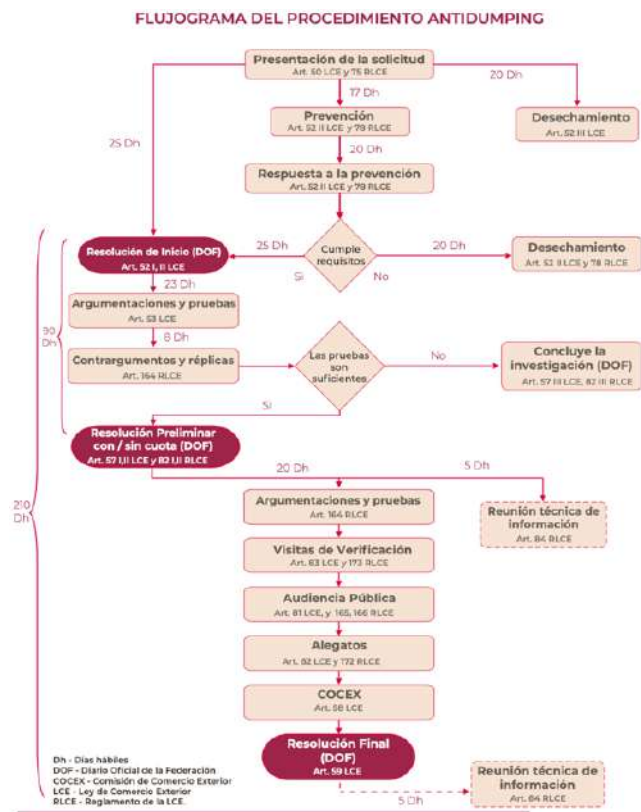 FLUJOGRAMA DEL PROCEDIMIENTO ANTIDUMPING
Presentación de la solicitud
Art. 50 LCE y 75 RLCE
20 Dh
17 Dh
25 Dh
Prevención
Art. 52 II LCE y 78 RLCE
Desechamiento
Art. 52 III LCE
20 Dh
Respuesta a la prevención
Art. 52 II LCE y 78 RLCE
Cumple
requisitos
25 Dh
Sí
20 Dh
No
Resolución de Inicio (DOF)
Art. 52 I, II LCE
Desechamiento
Art. 52 II LCE y 78 RLCE
23 Dh
Argumentaciones y pruebas
Art. 53 LCE
8 Dh
90
Dh
Contrargumentos y réplicas
Art. 164 RLCE
Las pruebas
son
suficientes
No
Concluye la
investigación (DOF)
Art. 57 III LCE, 82 III RLCE
Sí
Resolución Preliminar
con / sin cuota (DOF)
Art. 57 I,II LCE y 82 I,II RLCE
20 Dh
5 Dh
210
Dh
Argumentaciones y pruebas
Art. 164 RLCE
Reunión técnica de
información
Art. 84 RLCE
Visitas de Verificación
Art. 83 LCE y 173 RLCE
Audiencia Pública
Art. 81 LCE, y 165, 166 RLCE
Alegatos
Art. 82 LCE y 172 RLCE
COCEX
Art. 58 LCE
Resolución Final
(DOF)
Art. 59 LCE
5 Dh
Reunión técnica de
información
Art. 84 RLCE
Dh - Días hábiles
DOF - Diario Oficial de la Federación
COCEX - Comisión de Comercio Exterior
LCE - Ley de Comercio Exterior
RLCE - Reglamento de la LCE.